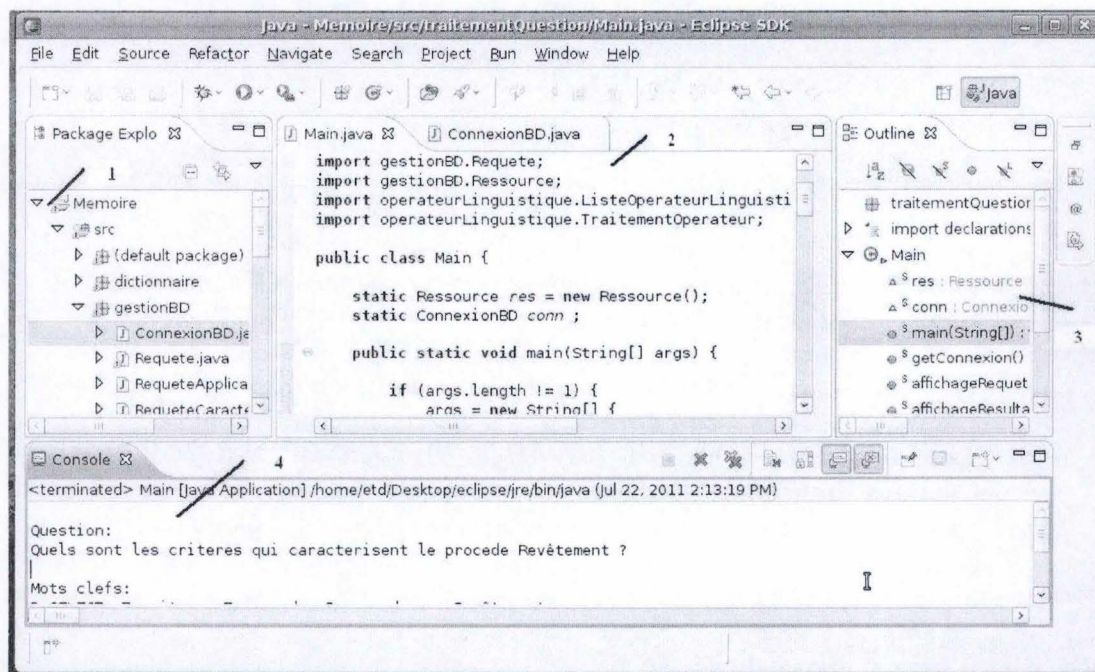 Java - Memoire/src/traitementQuestion/Main.java - Eclipse SDK
File Edit Source Refactor Navigate Search Project Run Window Help
Java
Package Explo
1
Memoire
src
(default package)
dictionnaire
gestionBD
ConnexionBD.ja
Requete.java
RequeteApplica
RequeteCaracte
Main.java ConnexionBD.java
2
import gestionBD.Requete;
import gestionBD.Ressource;
import operateurLinguistique.ListeOperateurLinguisti
import operateurLinguistique.TraitementOperateur;
public class Main {
static Ressource res = new Ressource();
static ConnexionBD conn ;
public static void main(String[] args) {
if (args.length != 1) {
args = new String[] {
Outline
traitementQuestion
import declarations
Main
S res : Ressource
S conn : Connexio
S main(String[]) :
S getConnexion()
S affichageRequet
S affichageResulta
3
Console
4
<terminated> Main [Java Application] /home/etd/Desktop/eclipse/jre/bin/java (Jul 22, 2011 2:13:19 PM)
Question:
Quels sont les criteres qui caracterisent le procede Revêtement ?
Mots clefs: